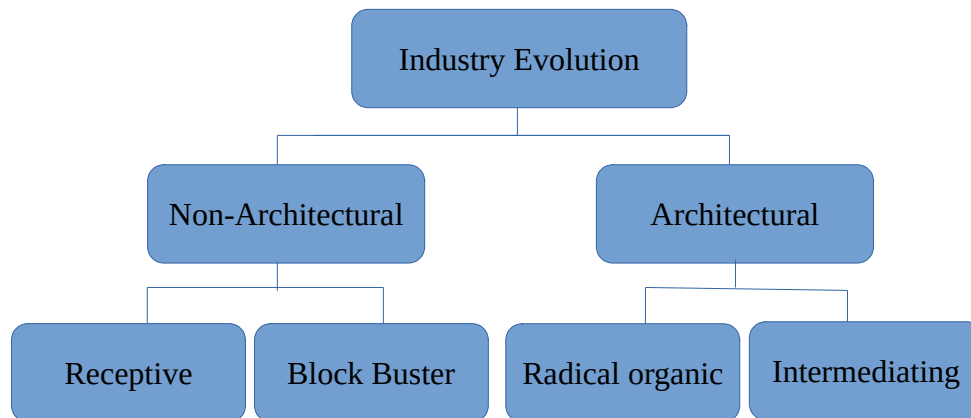 Industry Evolution
Non-Architectural
Architectural
Receptive
Block Buster
Radical organic
Intermediating